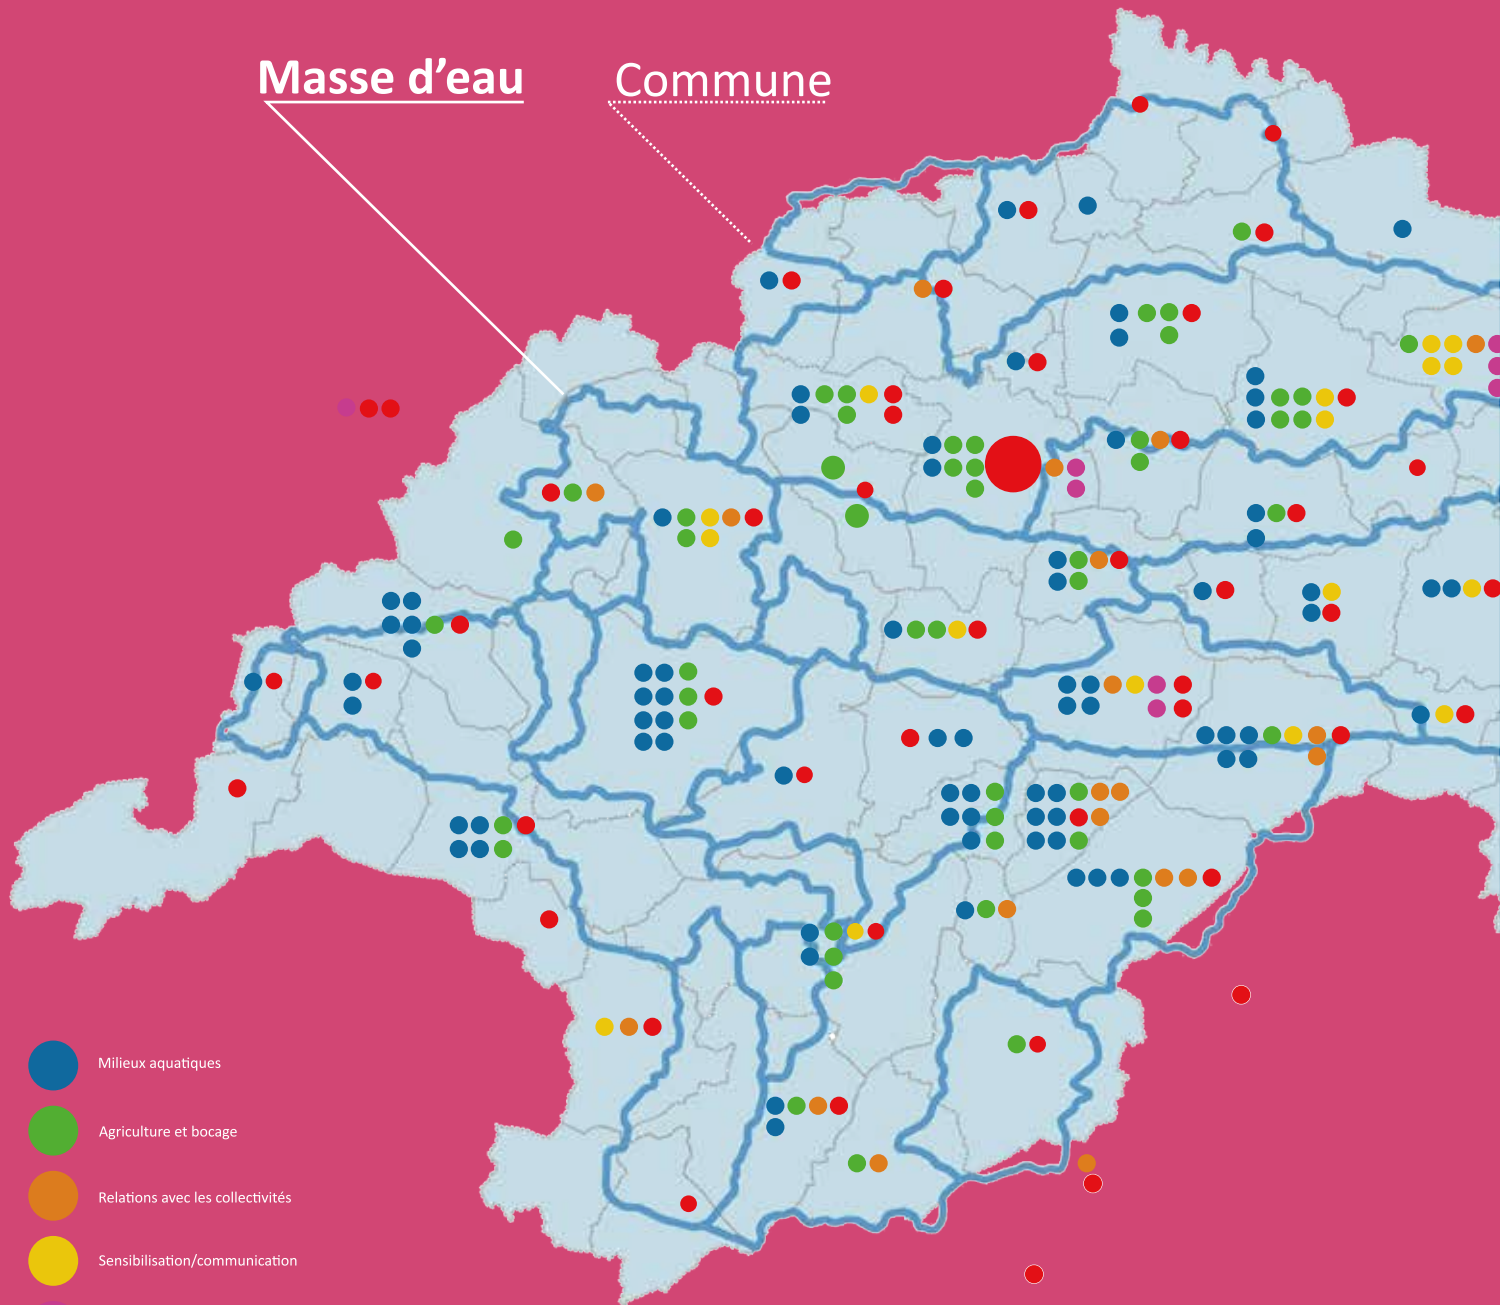 Masse d’eau
Commune
Milieux aquatiques
Agriculture et bocage
Relations avec les collectivités
Sensibilisation/communication